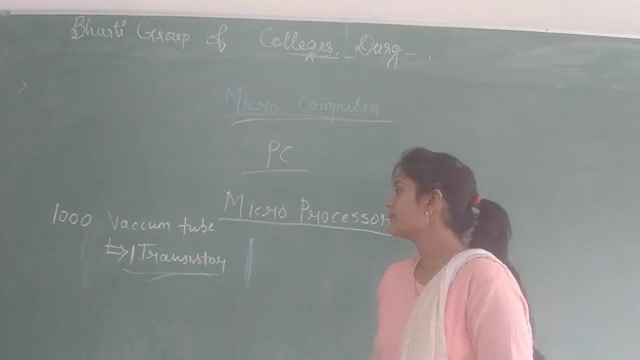 Bharti Group of Colleges, Durg
Micro Computer
PC
Micro Processor
1000 Vaccum tube
⇒ 1 Transistor